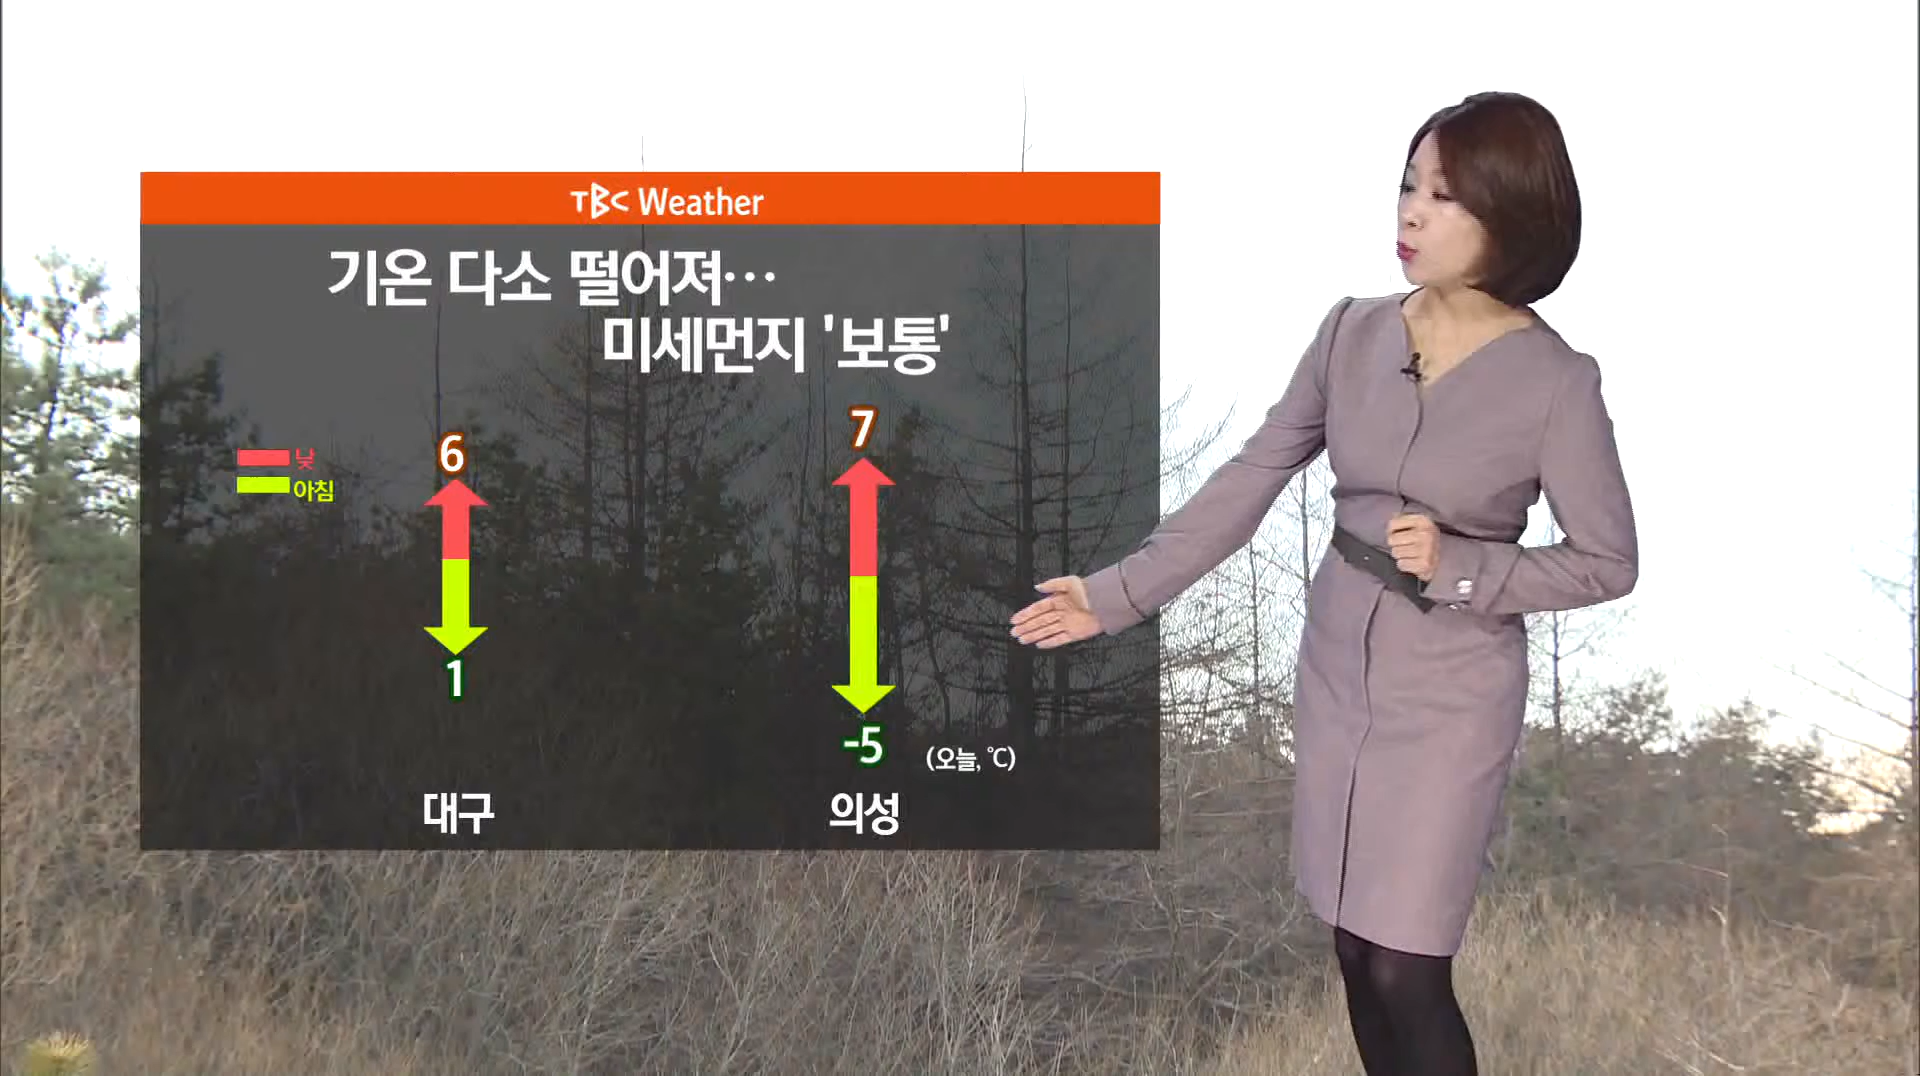 TBC Weather
기온 다소 떨어져…
미세먼지 '보통'
낮
아침
6
7
1
-5
(오늘, ℃)
대구
의성